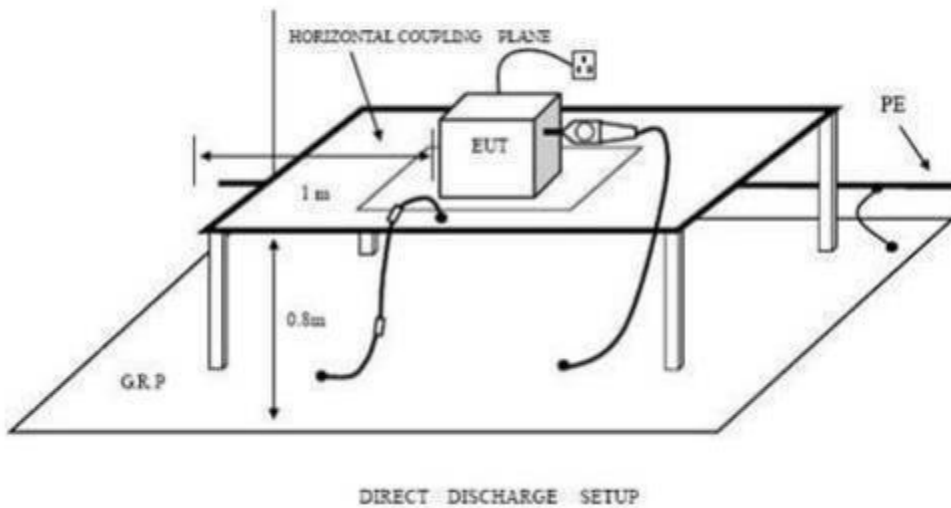 HORIZONTAL COUPLING PLANE
PE
EUT
1 m
0.8m
G.R.P
DIRECT DISCHARGE SETUP